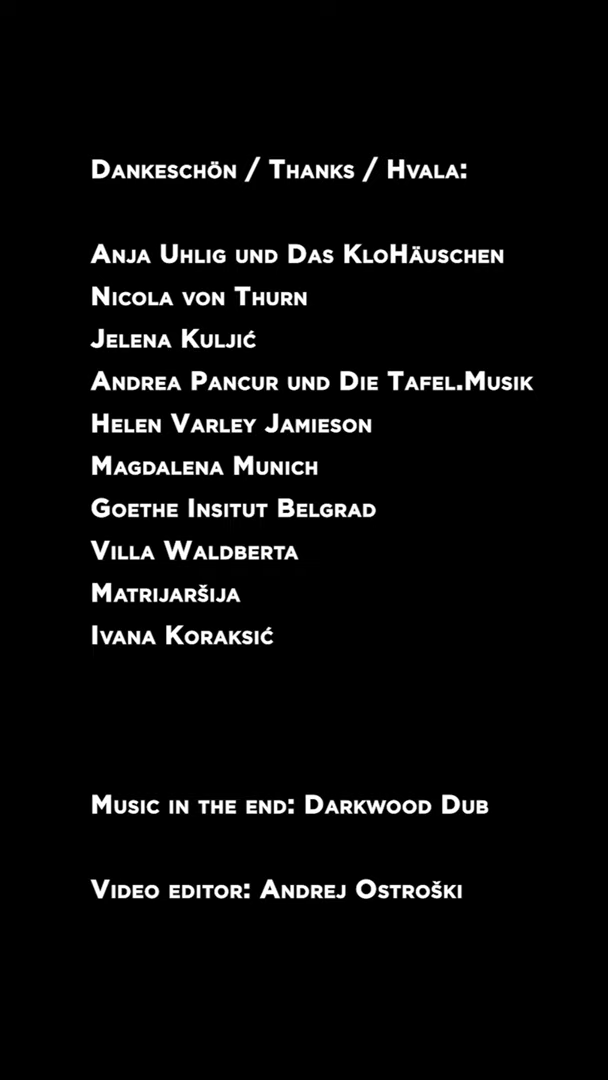 Dankeschön / Thanks / Hvala:
Anja Uhlig und Das KloHäuschen
Nicola von Thurn
Jelena Kuljić
Andrea Pancur und Die Tafel.Musik
Helen Varley Jamieson
Magdalena Munich
Goethe Insitut Belgrad
Villa Waldberta
Matrijaršija
Ivana Koraksić
Music in the end: Darkwood Dub
Video editor: Andrej Ostroški